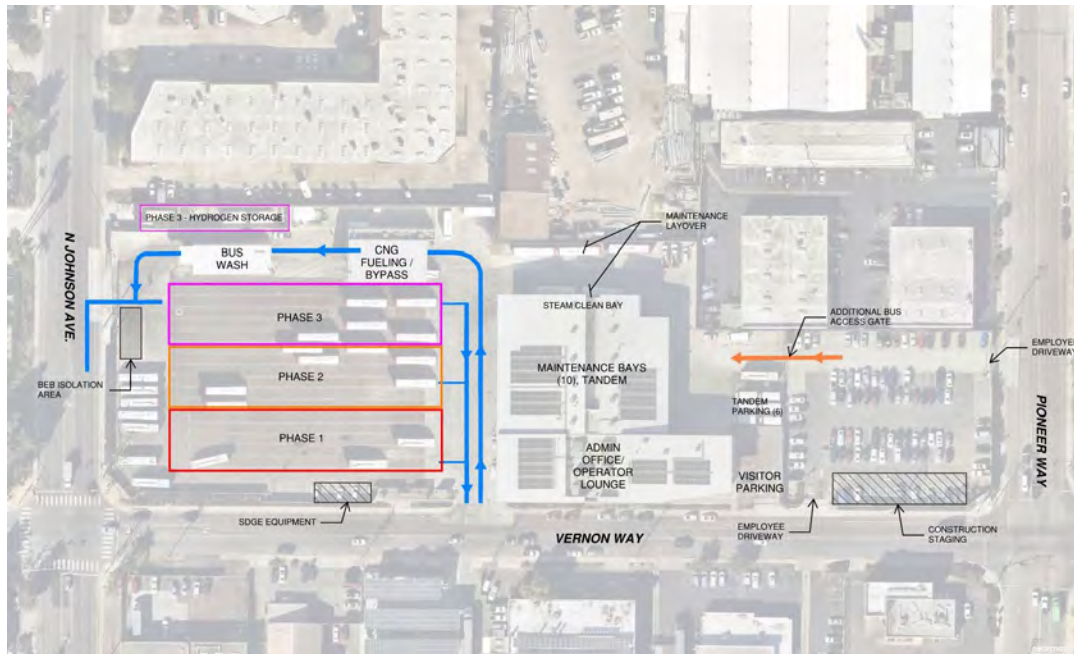 PHASE 3 - HYDROGEN STORAGE
MAINTENANCE
LAYOVER
N JOHNSON AVE.
BUS
WASH
CNG
FUELING /
BYPASS
STEAM CLEAN BAY
PHASE 3
ADDITIONAL BUS
ACCESS GATE
EMPLOYEE
DRIVEWAY
BEB ISOLATION
AREA
PHASE 2
MAINTENANCE BAYS
(10), TANDEM
TANDEM
PARKING (6)
PIONEER WAY
PHASE 1
ADMIN
OFFICE/
OPERATOR
LOUNGE
VISITOR
PARKING
SDGE EQUIPMENT
VERNON WAY
EMPLOYEE
DRIVEWAY
CONSTRUCTION
STAGING